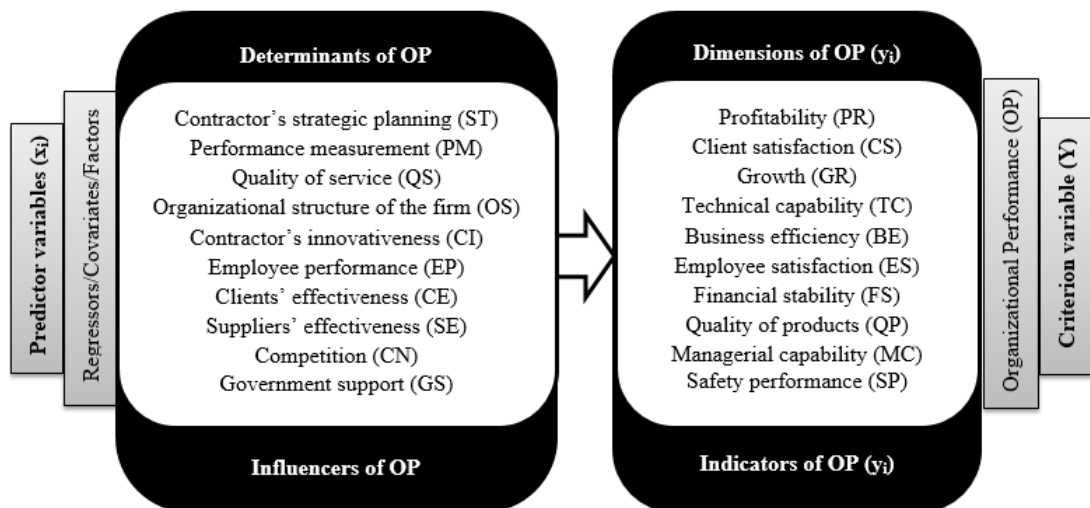 Predictor variables (xi)
Regressors/Covariates/Factors
Determinants of OP
Contractor’s strategic planning (ST)
Performance measurement (PM)
Quality of service (QS)
Organizational structure of the firm (OS)
Contractor’s innovativeness (CI)
Employee performance (EP)
Clients’ effectiveness (CE)
Suppliers’ effectiveness (SE)
Competition (CN)
Government support (GS)
Influencers of OP
Dimensions of OP (yi)
Profitability (PR)
Client satisfaction (CS)
Growth (GR)
Technical capability (TC)
Business efficiency (BE)
Employee satisfaction (ES)
Financial stability (FS)
Quality of products (QP)
Managerial capability (MC)
Safety performance (SP)
Indicators of OP (yi)
Organizational Performance (OP)
Criterion variable (Y)